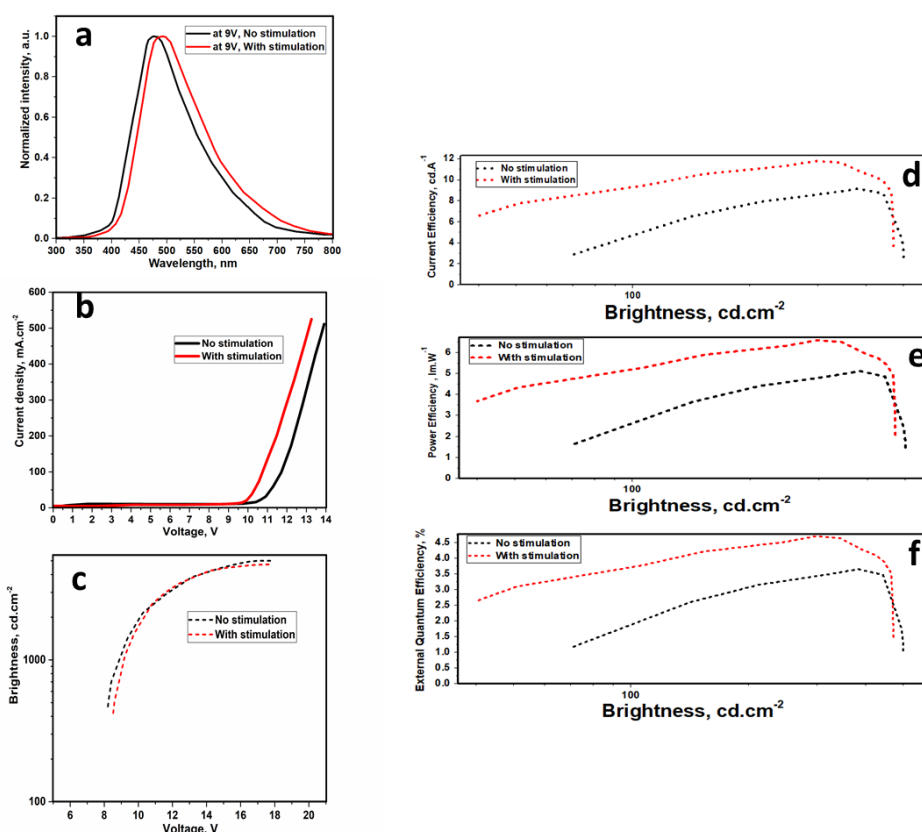 a
at 9V, No stimulation
at 9V, With stimulation
Normalized intensity, a.u.
1.0
0.8
0.6
0.4
0.2
0.0
300 350 400 450 500 550 600 650 700 750 800
Wavelength, nm
b
No stimulation
With stimulation
Current density, mA.cm⁻²
600
500
400
300
200
100
0
0 1 2 3 4 5 6 7 8 9 10 11 12 13 14
Voltage, V
c
No stimulation
With stimulation
Brightness, cd.cm⁻²
1000
100
6 8 10 12 14 16 18 20
Voltage, V
d
No stimulation
With stimulation
Current Efficiency, cd.A⁻¹
12
10
8
6
4
2
0
100
Brightness, cd.cm⁻²
e
No stimulation
With stimulation
Power Efficiency , lm.W⁻¹
6
5
4
3
2
1
0
100
Brightness, cd.cm⁻²
f
No stimulation
With stimulation
External Quantum Efficiency, %
4.5
4.0
3.5
3.0
2.5
2.0
1.5
1.0
0.5
0.0
100
Brightness, cd.cm⁻²